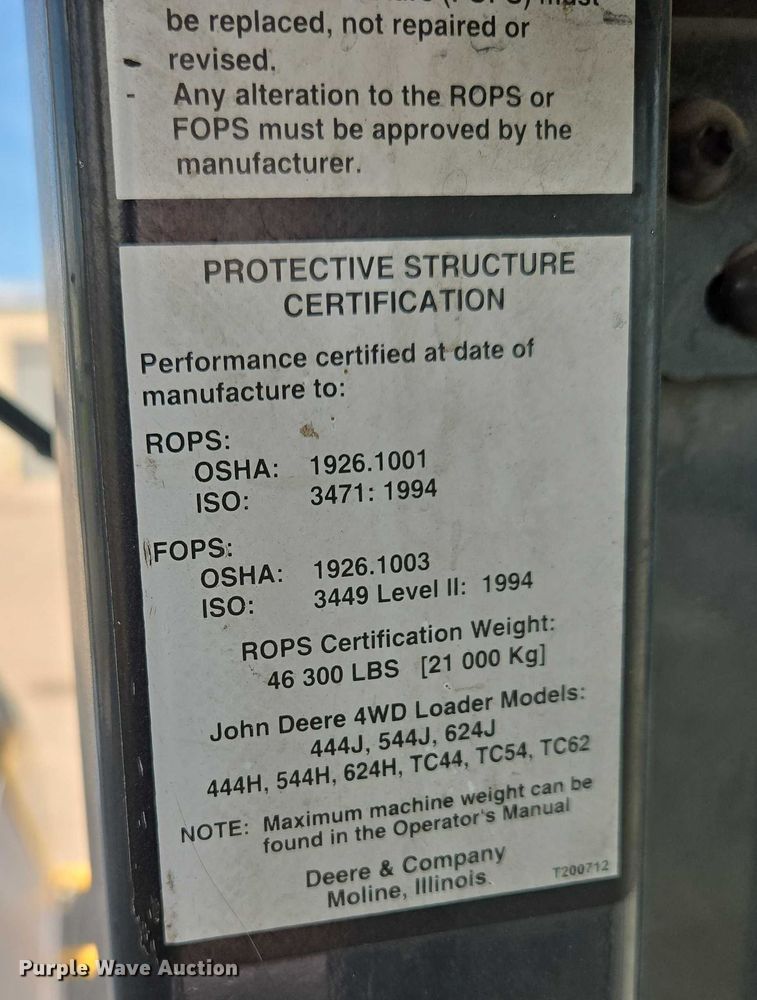 be replaced, not repaired or
revised.
- Any alteration to the ROPS or
FOPS must be approved by the
manufacturer.
PROTECTIVE STRUCTURE
CERTIFICATION
Performance certified at date of
manufacture to:
ROPS:
OSHA: 1926.1001
ISO: 3471: 1994
FOPS:
OSHA: 1926.1003
ISO: 3449 Level II: 1994
ROPS Certification Weight:
46 300 LBS [21 000 Kg]
John Deere 4WD Loader Models:
444J, 544J, 624J
444H, 544H, 624H, TC44, TC54, TC62
NOTE: Maximum machine weight can be
found in the Operator's Manual
Deere & Company
Moline, Illinois.
T200712
Purple Wave Auction